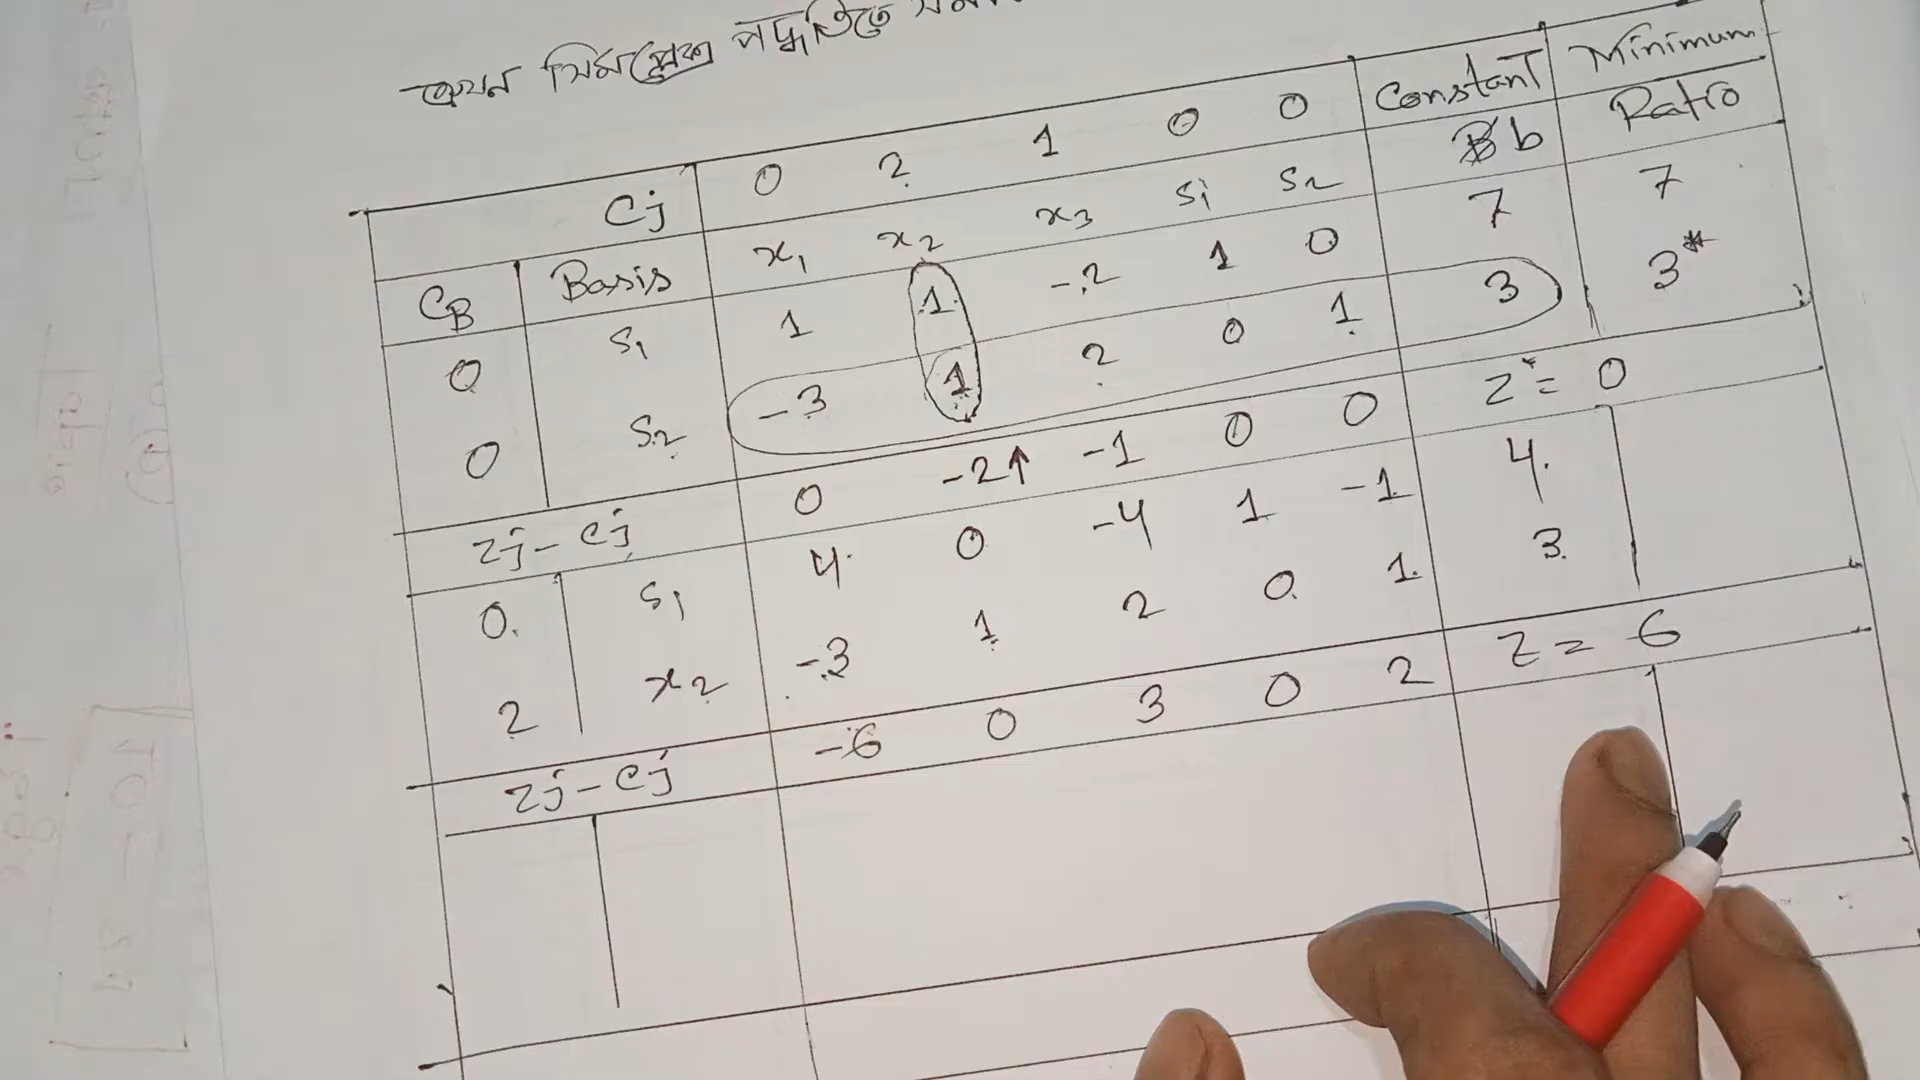 এখন সিমপ্লেক্স পদ্ধতিতে
Cj 0 2 1 0 0 Constant b Minimum Ratio
CB Basis x₁ x₂ x₃ S₁ S₂
0 S₁ 1 1 -2 1 0 7 7
0 S₂ -3 1 2 0 1 3 3*
Zj - Cj 0 -2↑ -1 0 0 Z* = 0
0 S₁ 4 0 -4 1 -1 4
2 x₂ -3 1 2 0 1 3
Zj - Cj -6 0 3 0 2 Z = 6